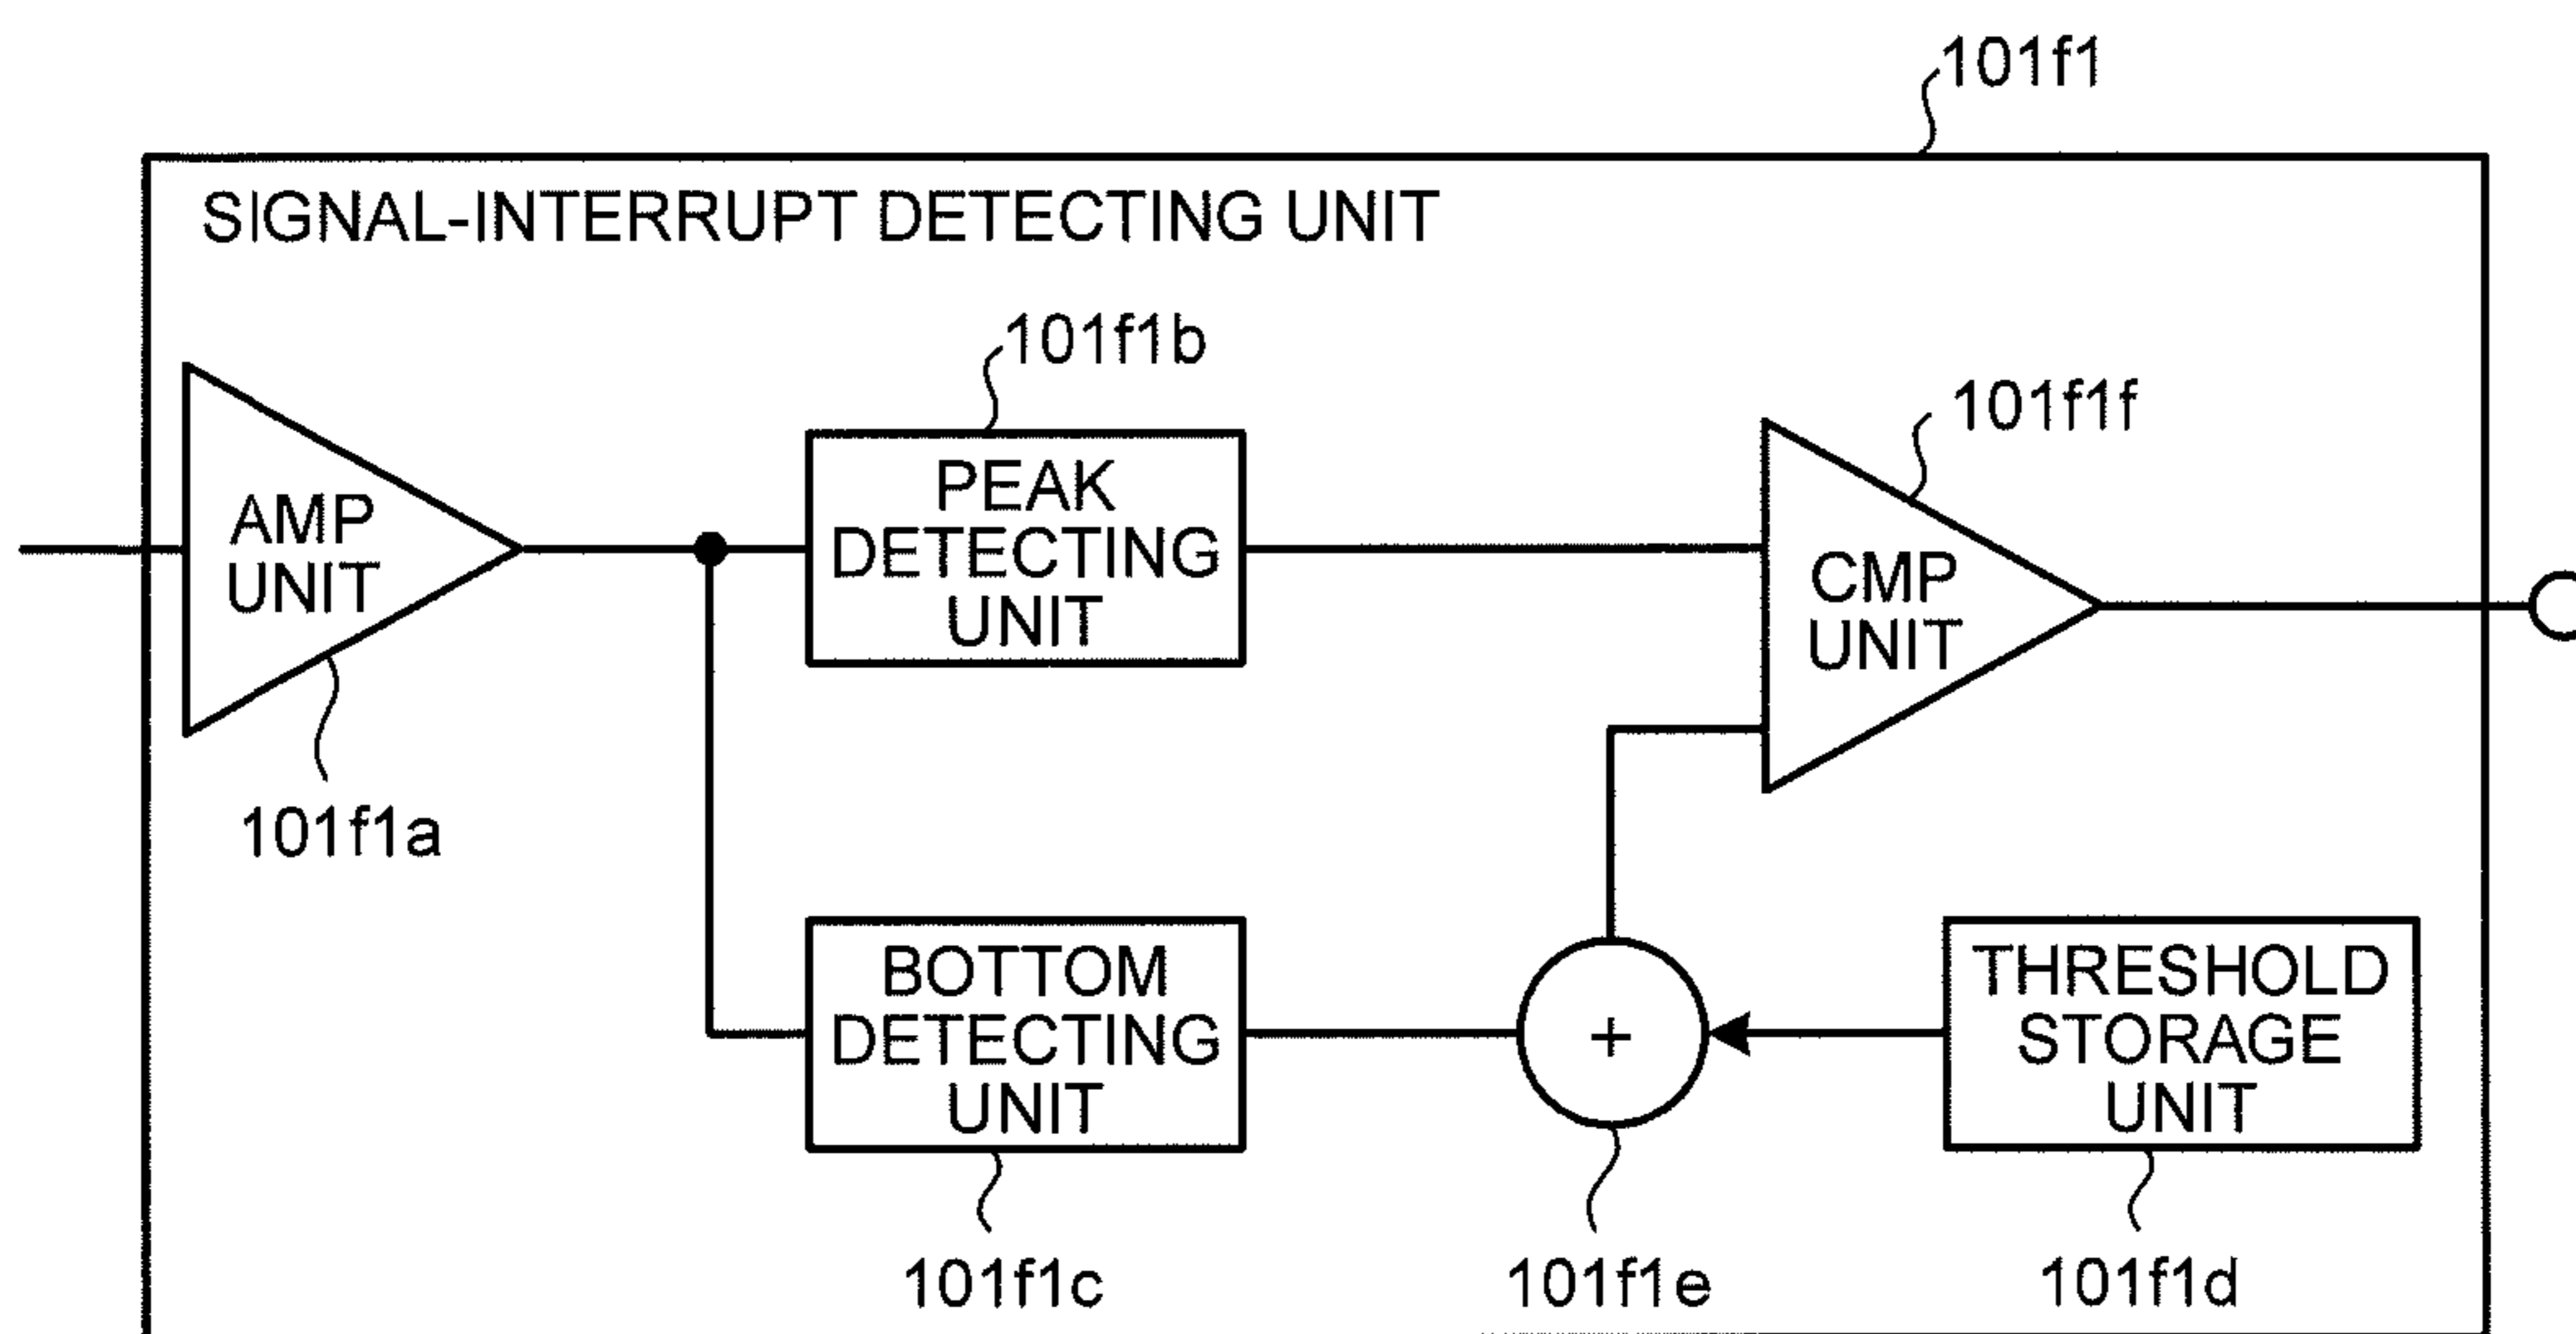 101f1
SIGNAL-INTERRUPT DETECTING UNIT
101f1b
101f1f
AMP
UNIT
PEAK
DETECTING
UNIT
CMP
UNIT
101f1a
BOTTOM
DETECTING
UNIT
+
THRESHOLD
STORAGE
UNIT
101f1c
101f1e
101f1d